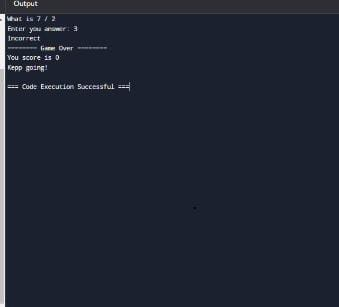 Output
What is 7 / 2
Enter you answer: 3
Incorrect
-------- Game Over --------
You score is 0
Kepp going!
=== Code Execution Successful ===